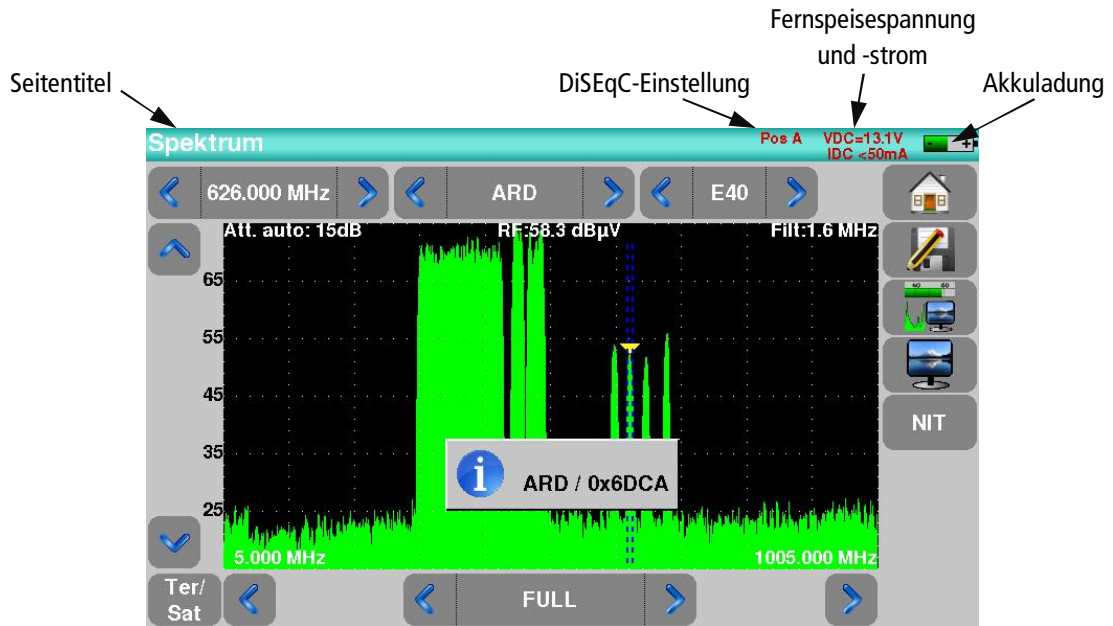 Fernspeisespannung
und -strom
Seitentitel
DiSEqC-Einstellung
Akkuladung
Spektrum
Pos A
VDC=13.1V
IDC <50mA
- +
626.000 MHz
ARD
E40
Att. auto: 15dB
RF:58.3 dBµV
Filt:1.6 MHz
65
55
45
35
25
40 60
NIT
i
ARD / 0x6DCA
5.000 MHz
1005.000 MHz
Ter/
Sat
FULL